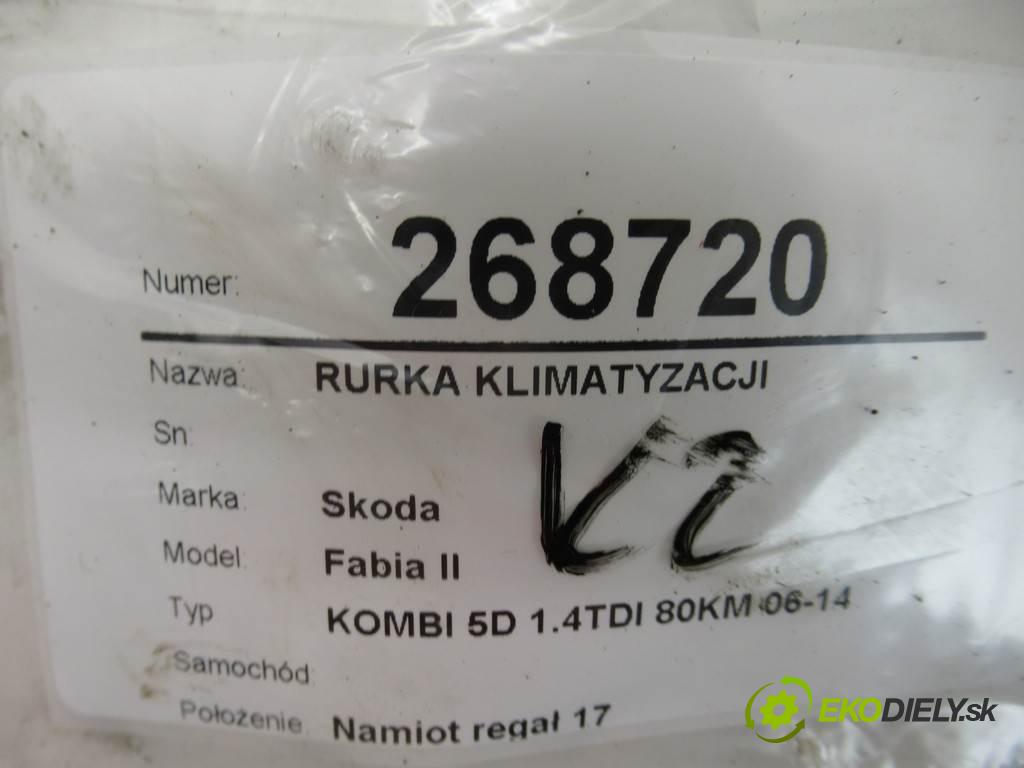 Numer: 268720
Nazwa: RURKA KLIMATYZACJI
Sn:
Marka: Skoda
Model: Fabia II
Typ KOMBI 5D 1.4TDI 80KM 06-14
Samochód:
Położenie: Namiot regał 17
EKODIELY.sk